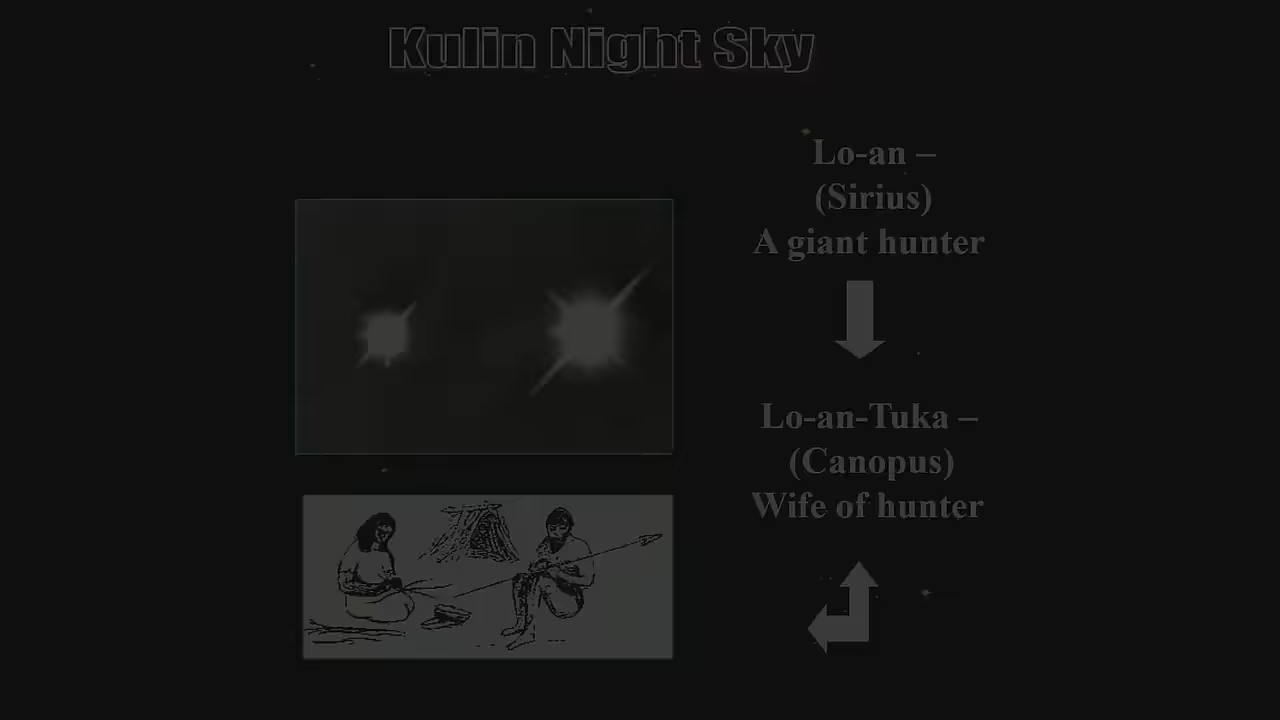 Kulin Night Sky
Lo-an –
(Sirius)
A giant hunter
Lo-an-Tuka –
(Canopus)
Wife of hunter